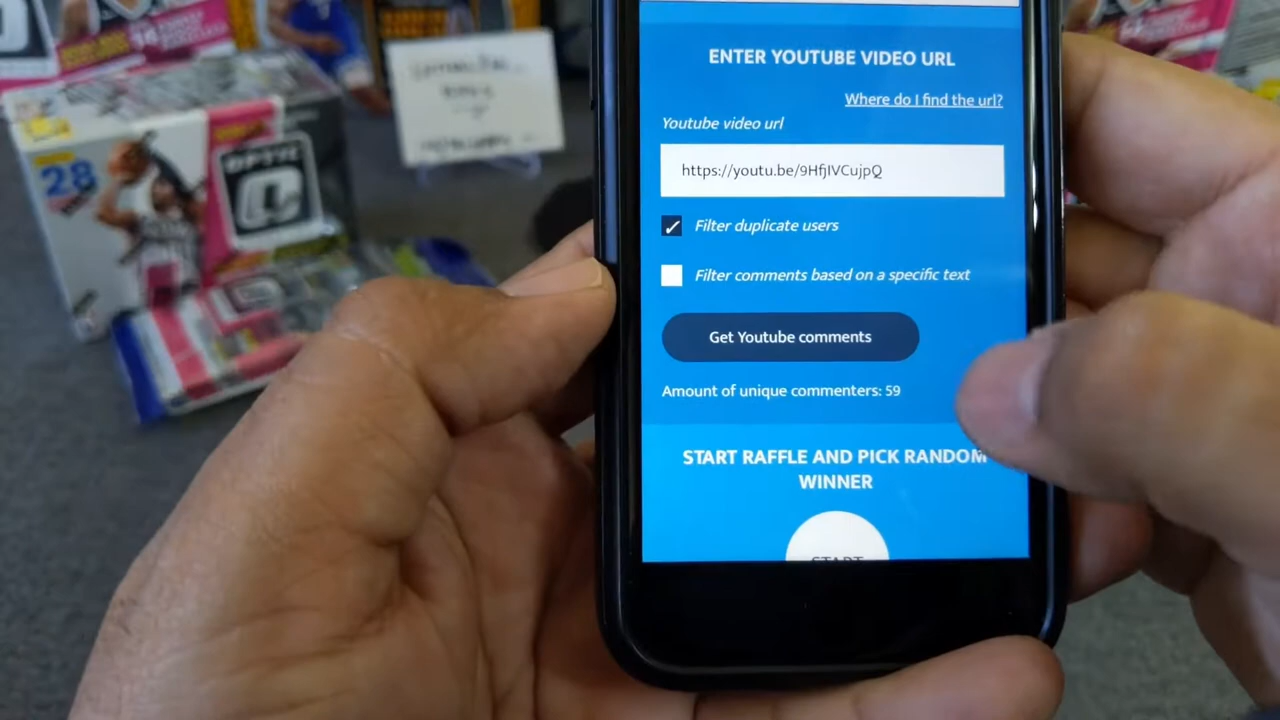 ENTER YOUTUBE VIDEO URL
Where do I find the url?
Youtube video url
https://youtu.be/9HfjIVCujpQ
Filter duplicate users
Filter comments based on a specific text
Get Youtube comments
Amount of unique commenters: 59
START RAFFLE AND PICK RANDOM
WINNER
START
OPTIC
28